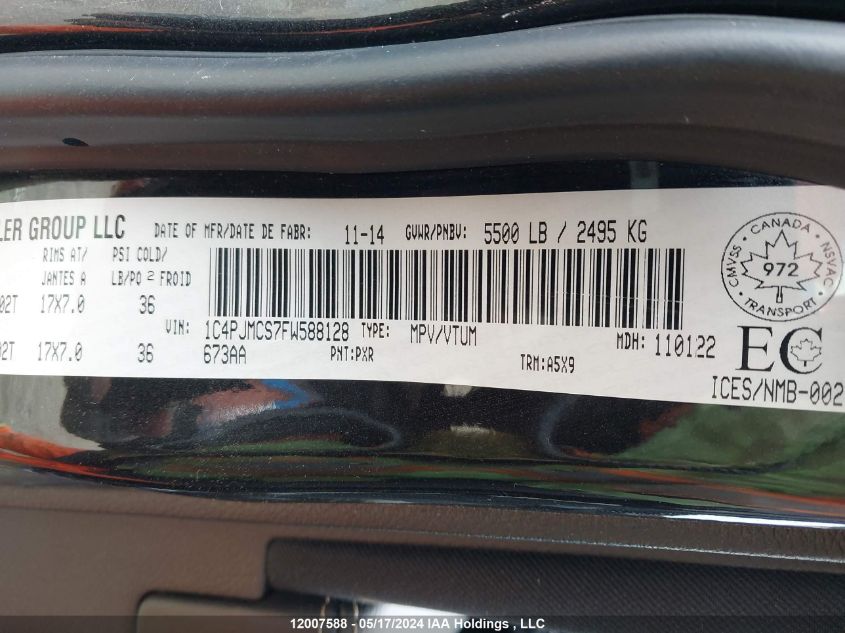 LER GROUP LLC DATE OF MFR/DATE DE FABR: 11-14 GVWR/PNBV: 5500 LB / 2495 KG
RIMS AT/ PSI COLD/
JANTES A LB/PO 2 FROID
02T 17X7.0 36
VIN: 1C4PJMCS7FW588128 TYPE: MPV/VTUM MDH: 110122
02T 17X7.0 36 673AA PNT:PXR TRM:A5X9
CANADA
CMVSS NSVAC
972
TRANSPORT
EC
ICES/NMB-002
12007588 - 05/17/2024 IAA Holdings , LLC